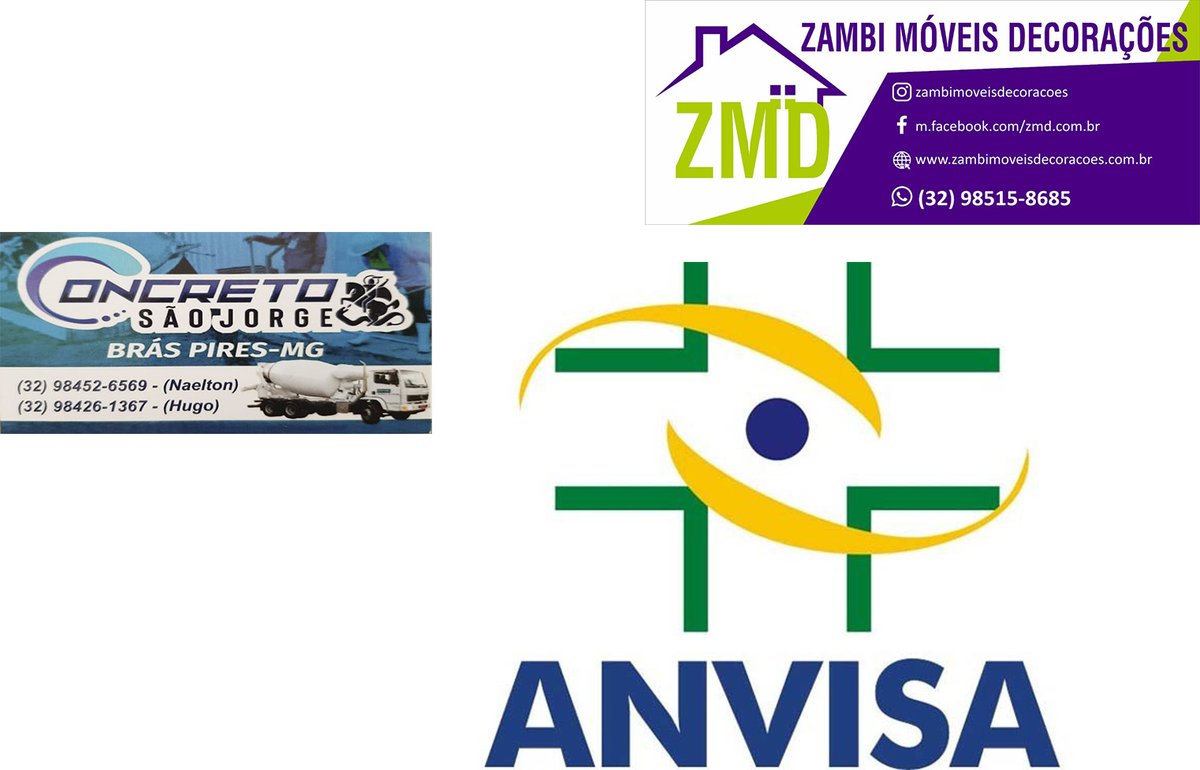 ZAMBI MÓVEIS DECORAÇÕES
ZMD
zambimoveisdecoracoes
m.facebook.com/zmd.com.br
www.zambimoveisdecoracoes.com.br
(32) 98515-8685
CONCRETO
SÃO JORGE
BRÁS PIRES-MG
(32) 98452-6569 - (Naelton)
(32) 98426-1367 - (Hugo)
ANVISA